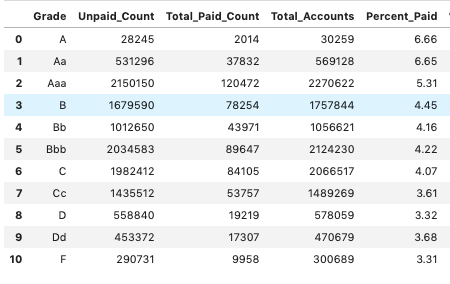 Grade Unpaid_Count Total_Paid_Count Total_Accounts Percent_Paid
0 A 28245 2014 30259 6.66
1 Aa 531296 37832 569128 6.65
2 Aaa 2150150 120472 2270622 5.31
3 B 1679590 78254 1757844 4.45
4 Bb 1012650 43971 1056621 4.16
5 Bbb 2034583 89647 2124230 4.22
6 C 1982412 84105 2066517 4.07
7 Cc 1435512 53757 1489269 3.61
8 D 558840 19219 578059 3.32
9 Dd 453372 17307 470679 3.68
10 F 290731 9958 300689 3.31